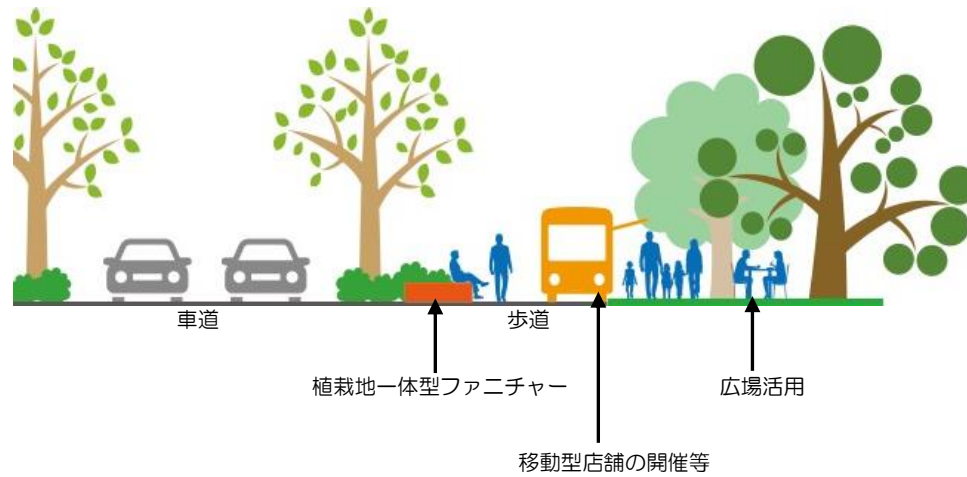 車道
歩道
植栽地一体型ファニチャー
広場活用
移動型店舗の開催等